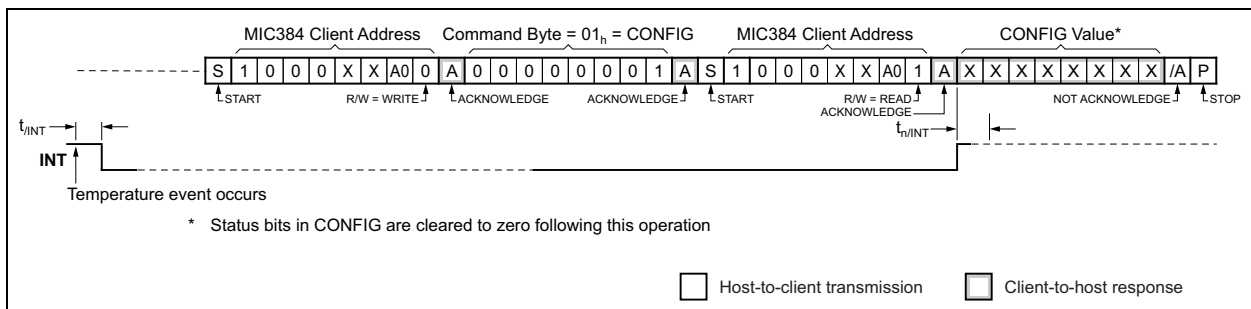 MIC384 Client Address Command Byte = 01h = CONFIG MIC384 Client Address CONFIG Value*
S 1 0 0 0 X X A0 0 A 0 0 0 0 0 0 0 1 A S 1 0 0 0 X X A0 1 A X X X X X X X X /A P
START R/W = WRITE ACKNOWLEDGE ACKNOWLEDGE START R/W = READ NOT ACKNOWLEDGE STOP
ACKNOWLEDGE
t/INT tn/INT
INT
Temperature event occurs
* Status bits in CONFIG are cleared to zero following this operation
Host-to-client transmission Client-to-host response